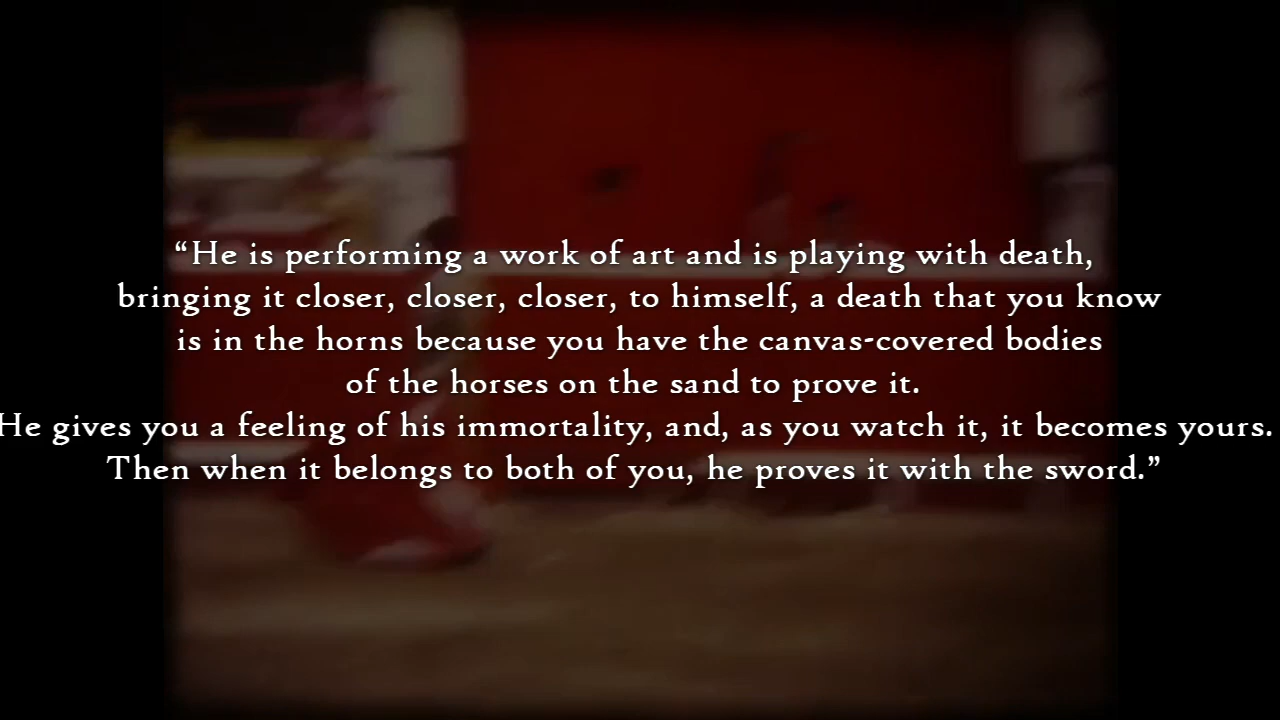 “He is performing a work of art and is playing with death,
bringing it closer, closer, closer, to himself, a death that you know
is in the horns because you have the canvas-covered bodies
of the horses on the sand to prove it.
He gives you a feeling of his immortality, and, as you watch it, it becomes yours.
Then when it belongs to both of you, he proves it with the sword.”